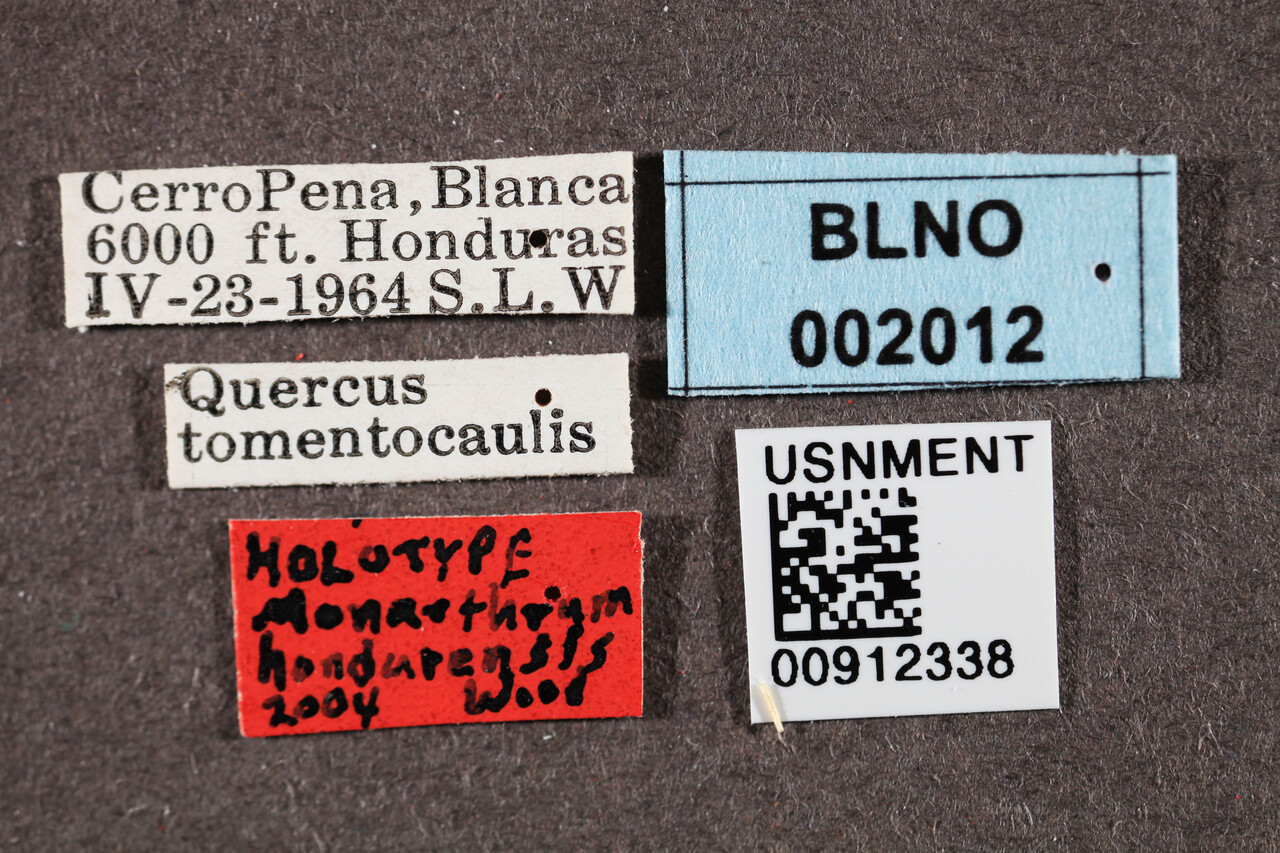 CerroPena, Blanca
6000 ft. Honduras
IV-23-1964 S.L.W
Quercus
tomentocaulis
HOLOTYPE
Monarthrum
hondurensis
2004 Wood
BLNO
002012
USNMENT
00912338